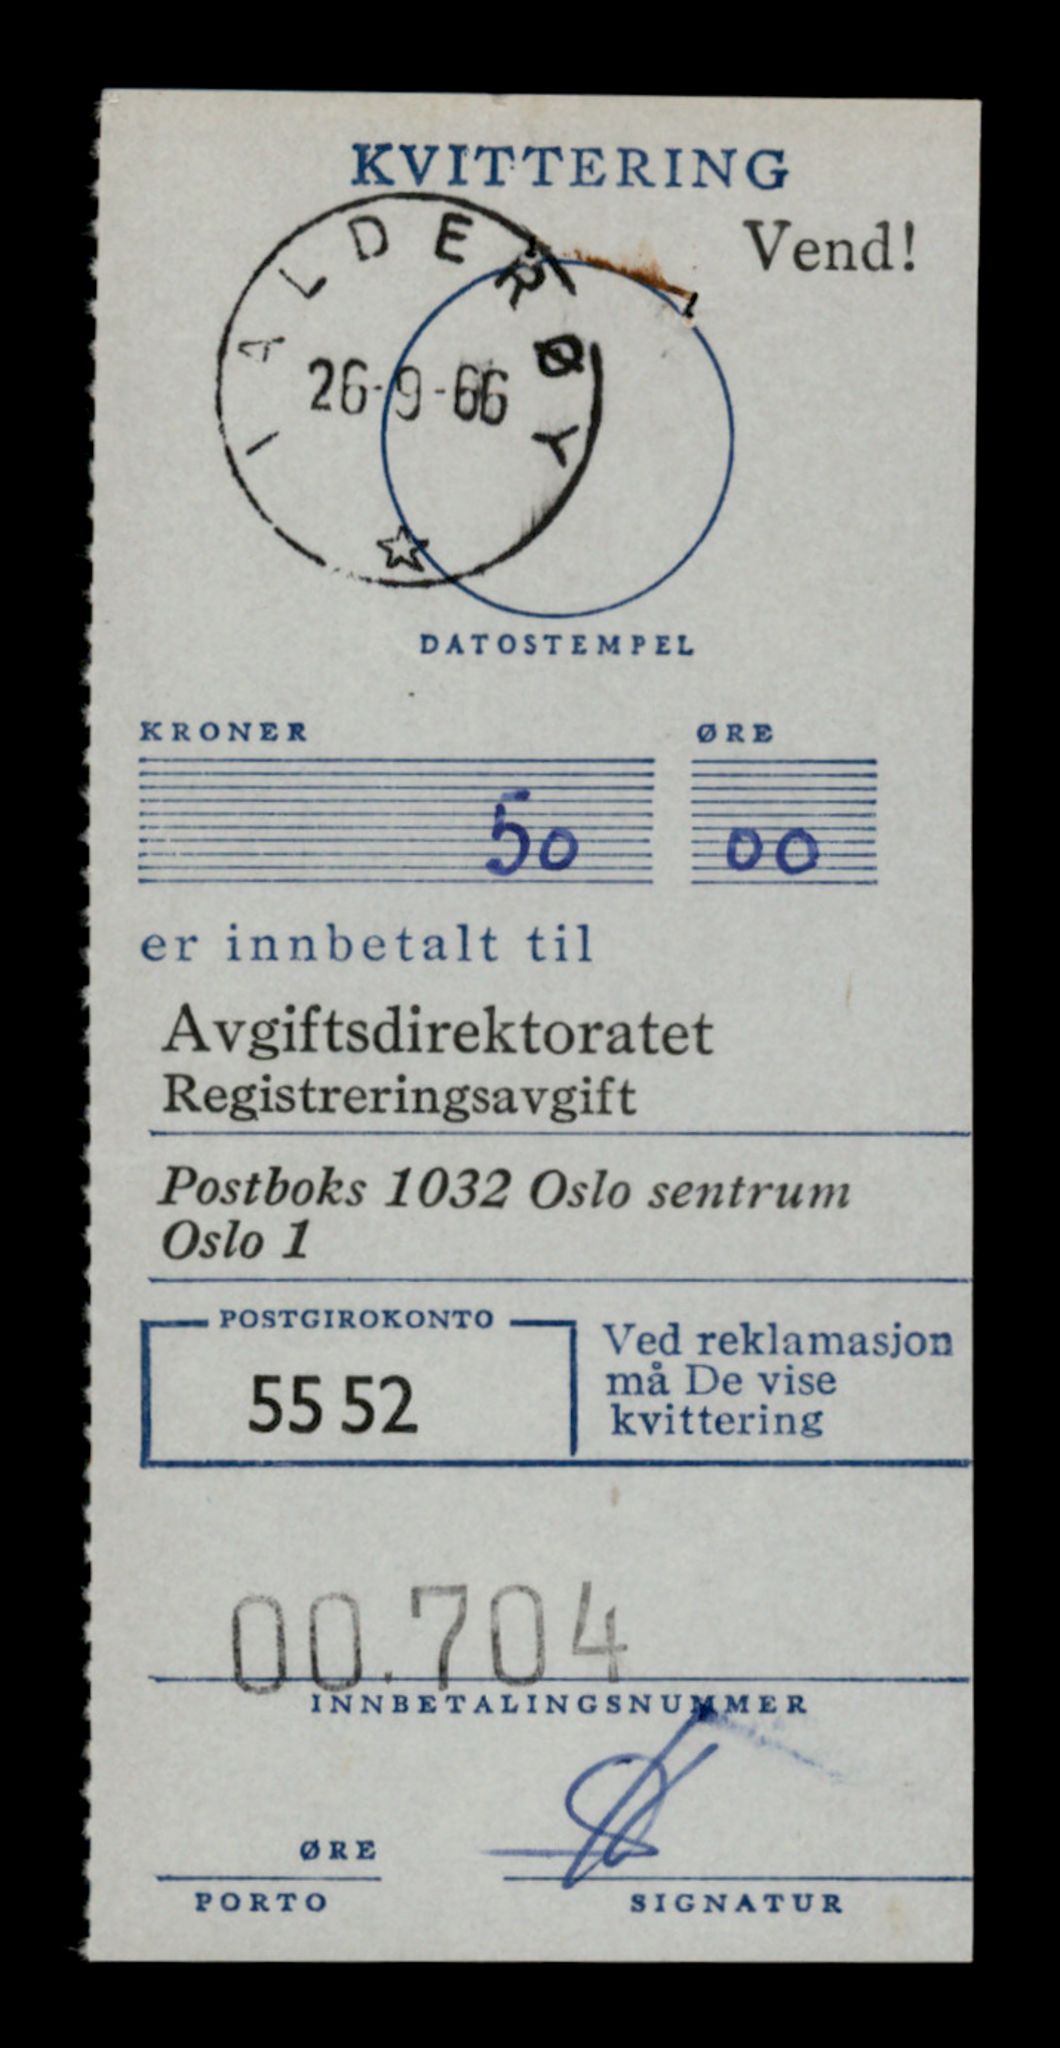 KVITTERING
Vend!
VALDERØY
26-9-66
DATOSTEMPEL
KRONER ØRE
50 00
er innbetalt til
Avgiftsdirektoratet
Registreringsavgift
Postboks 1032 Oslo sentrum
Oslo 1
POSTGIROKONTO
55 52
Ved reklamasjon
må De vise
kvittering
00.704
INNBETALINGSNUMMER
ØRE
PORTO
SIGNATUR